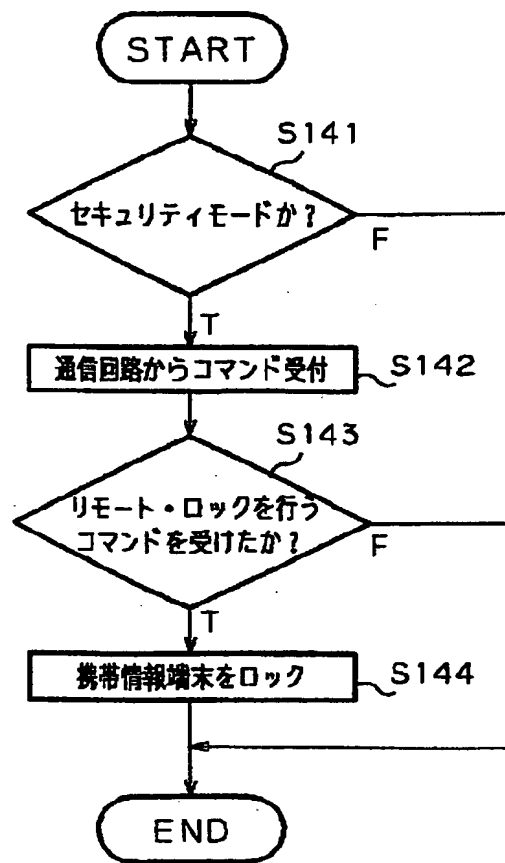 START
S141
セキュリティモードか?
F
T
通信回路からコマンド受付
S142
S143
リモート・ロックを行う
コマンドを受けたか?
F
T
携帯情報端末をロック
S144
END